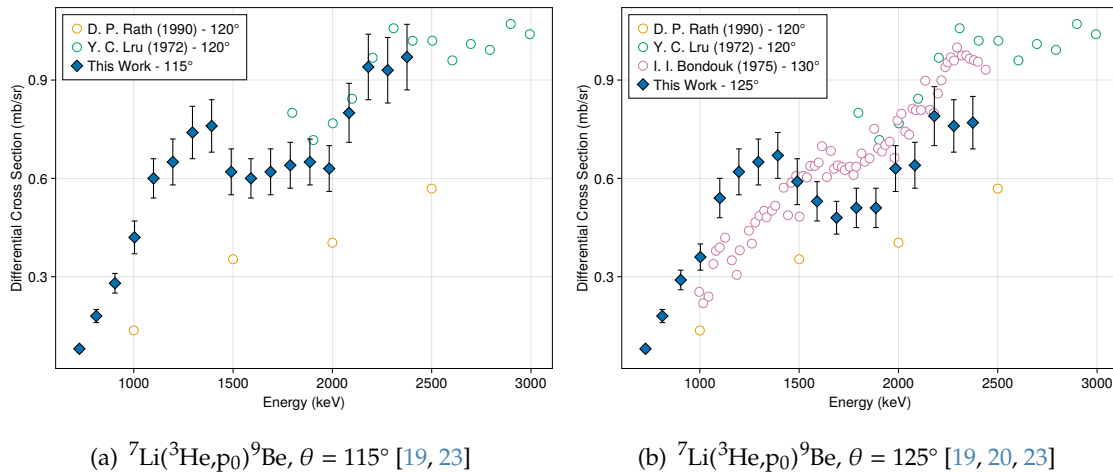 D. P. Rath (1990) - 120°
Y. C. Lru (1972) - 120°
This Work - 115°
0.9
0.6
0.3
Differential Cross Section (mb/sr)
1000 1500 2000 2500 3000
Energy (keV)
(a) ⁷Li(³He,p₀)⁹Be, θ = 115° [19, 23]
D. P. Rath (1990) - 120°
Y. C. Lru (1972) - 120°
I. I. Bondouk (1975) - 130°
This Work - 125°
0.9
0.6
0.3
Differential Cross Section (mb/sr)
1000 1500 2000 2500 3000
Energy (keV)
(b) ⁷Li(³He,p₀)⁹Be, θ = 125° [19, 20, 23]